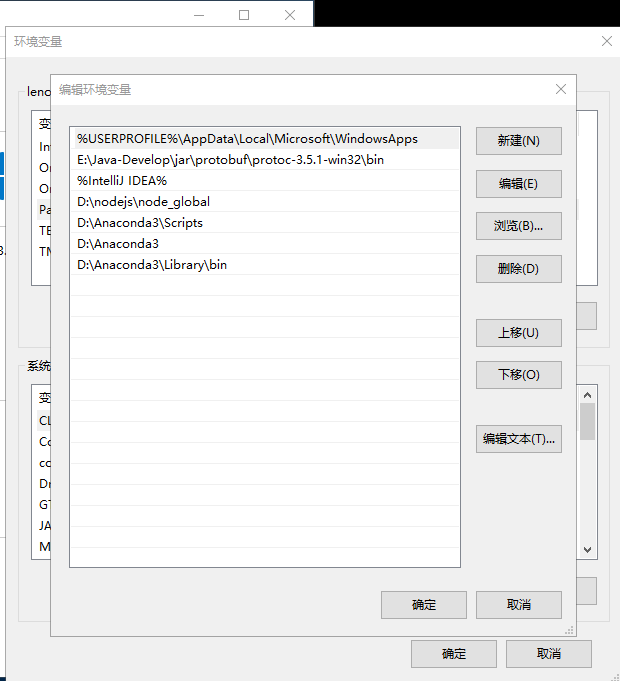 环境变量
编辑环境变量
leno
变
In
On
On
Pa
TE
TM
%USERPROFILE%\AppData\Local\Microsoft\WindowsApps
E:\Java-Develop\jar\protobuf\protoc-3.5.1-win32\bin
%IntelliJ IDEA%
D:\nodejs\node_global
D:\Anaconda3\Scripts
D:\Anaconda3
D:\Anaconda3\Library\bin
新建(N)
编辑(E)
浏览(B)...
删除(D)
上移(U)
下移(O)
编辑文本(T)...
系统
变
CL
Co
co
Dr
GT
JA
M
确定
取消
确定
取消